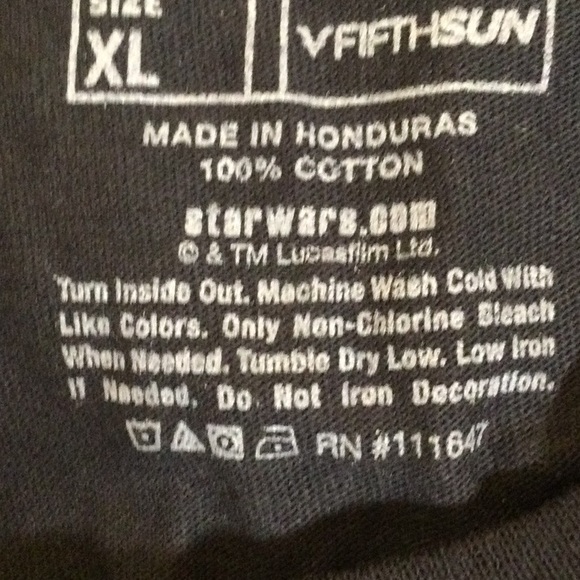 SIZE
XL
FIFTHSUN
MADE IN HONDURAS
100% COTTON
starwars.com
© & TM Lucasfilm Ltd.
Turn Inside Out. Machine Wash Cold With
Like Colors. Only Non-Chlorine Bleach
When Needed. Tumble Dry Low. Low Iron
If Needed. Do Not Iron Decoration.
RN #111647